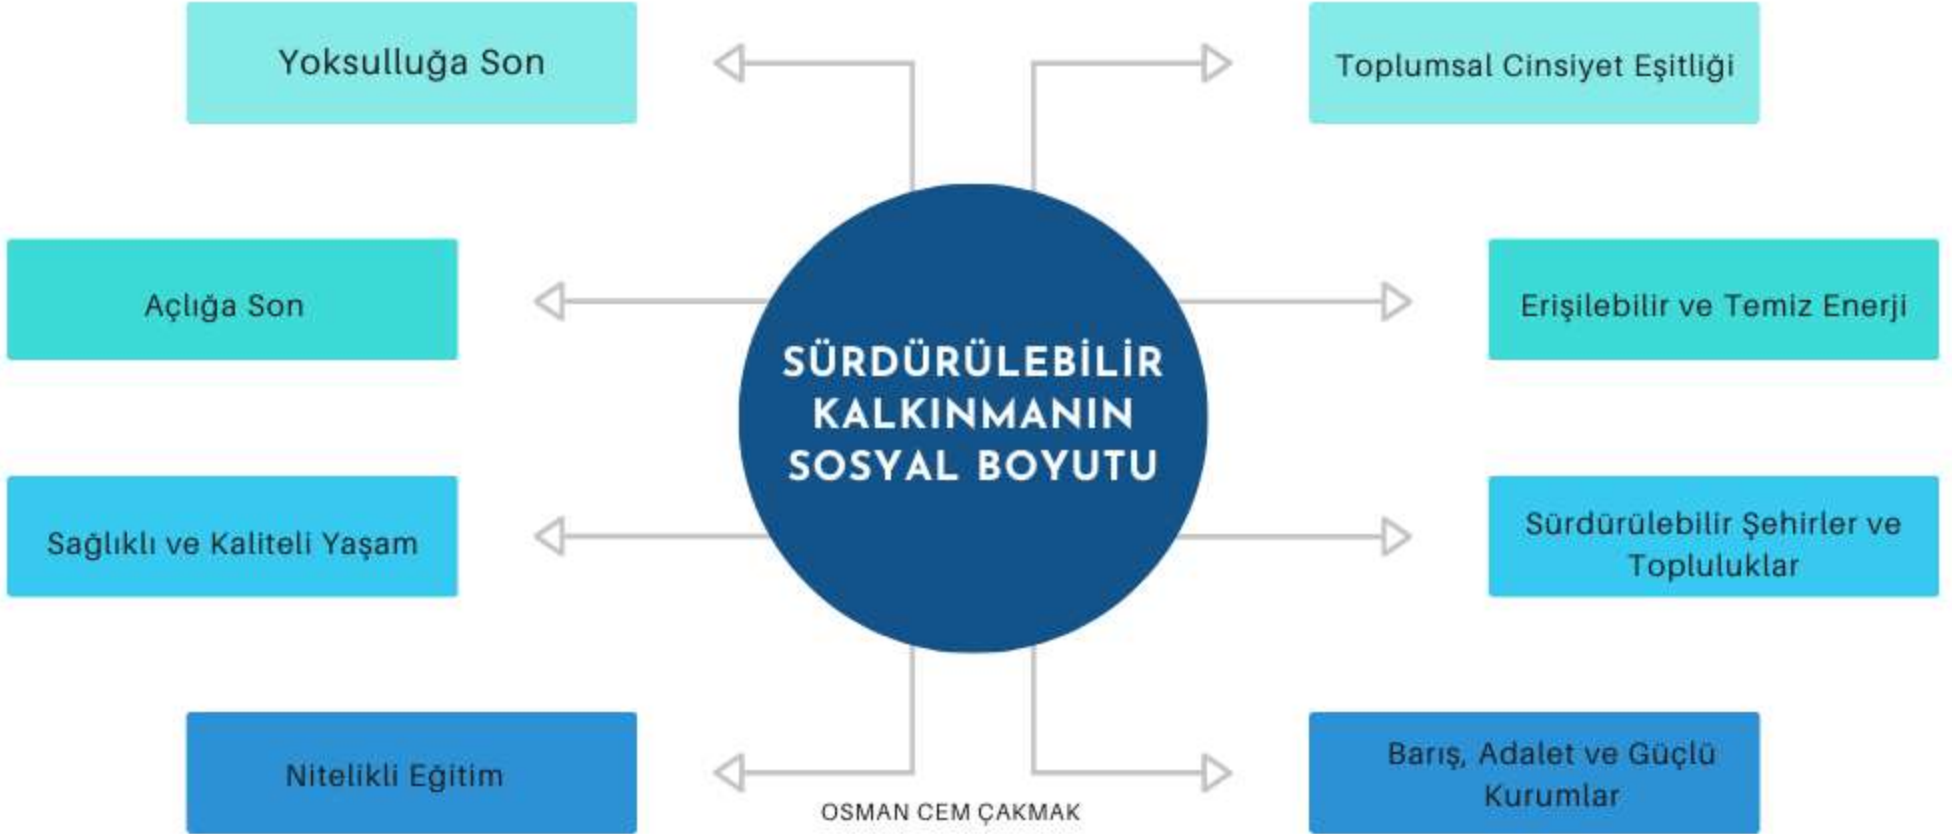 Yoksulluğa Son
Toplumsal Cinsiyet Eşitliği
Açlığa Son
Erişilebilir ve Temiz Enerji
SÜRDÜRÜLEBİLİR
KALKINMANIN
SOSYAL BOYUTU
Sağlıklı ve Kaliteli Yaşam
Sürdürülebilir Şehirler ve
Topluluklar
Nitelikli Eğitim
Barış, Adalet ve Güçlü
Kurumlar
OSMAN CEM ÇAKMAK